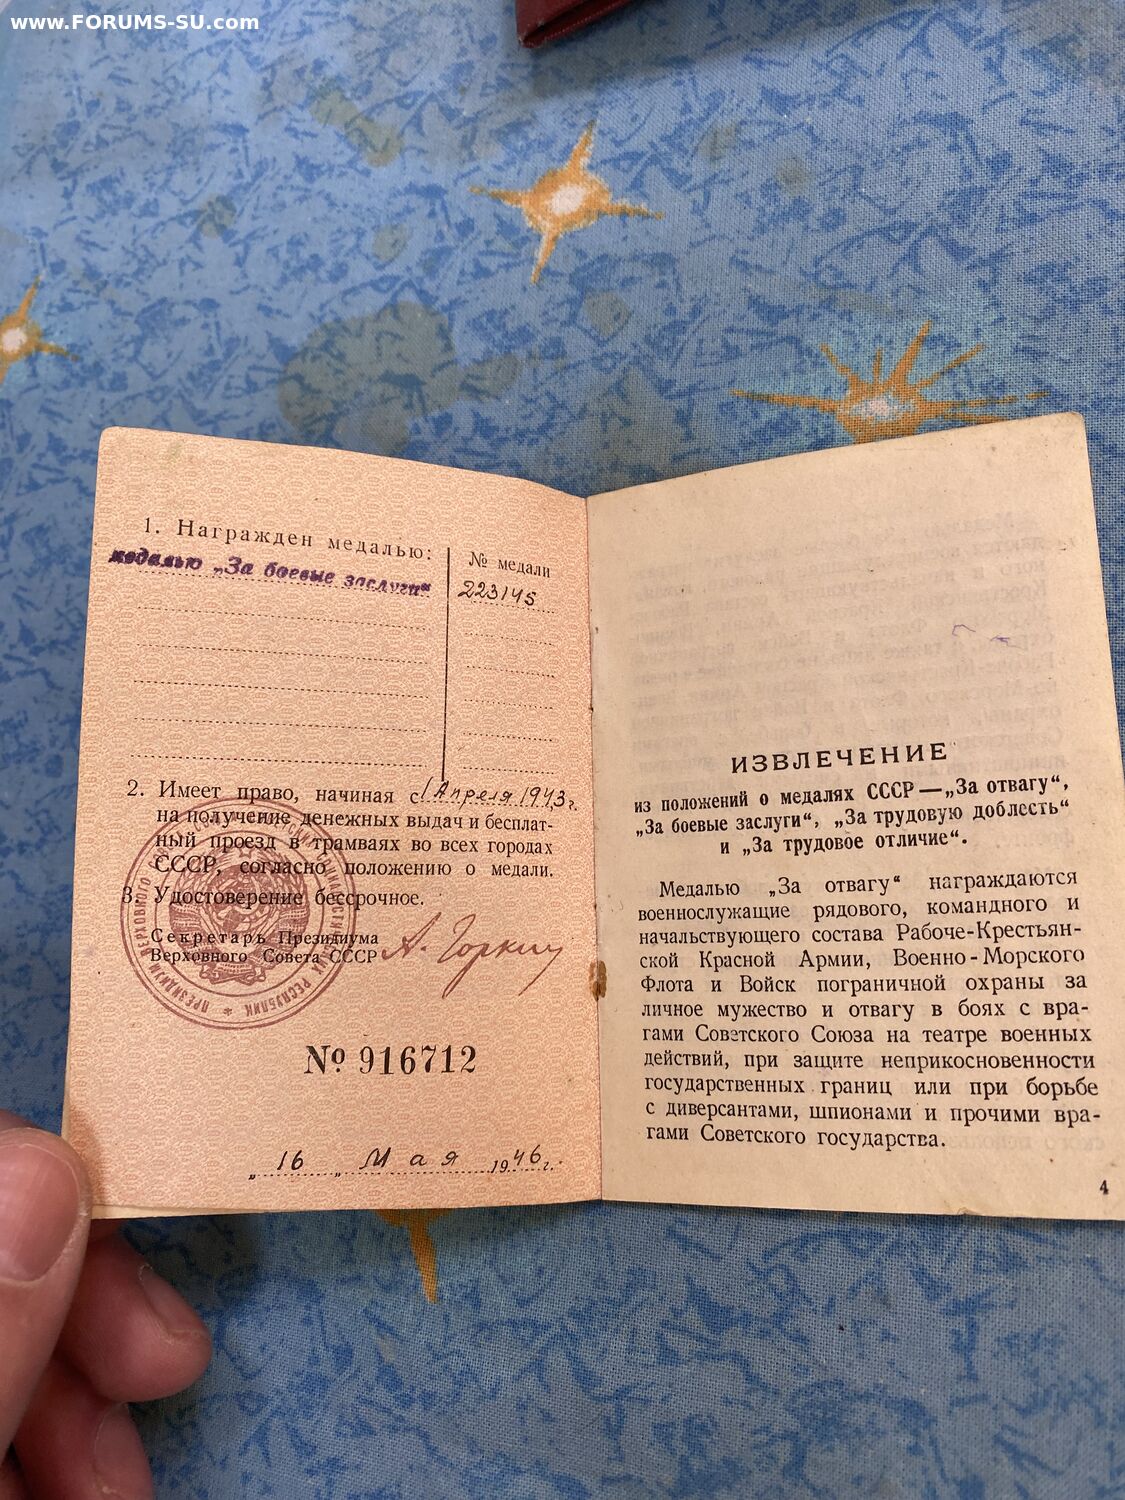 www.FORUMS-SU.com
1. Награжден медалью:
медалью „За боевые заслуги“
№ медали
223145
2. Имеет право, начиная с 1 Апреля 1943 г.
на получение денежных выдач и бесплат-
ный проезд в трамваях во всех городах
СССР, согласно положению о медали.
3. Удостоверение бессрочное.
Секретарь Президиума
Верховного Совета СССР А. Горкин
ПРЕЗИДИУМ ВЕРХОВНОГО СОВЕТА
№ 916712
„16 „ Мая 1946 г.
ИЗВЛЕЧЕНИЕ
из положений о медалях СССР—„За отвагу“,
„За боевые заслуги“, „За трудовую доблесть“
и „За трудовое отличие“.
Медалью „За отвагу“ награждаются
военнослужащие рядового, командного и
начальствующего состава Рабоче-Крестьян-
ской Красной Армии, Военно-Морского
Флота и Войск пограничной охраны за
личное мужество и отвагу в боях с вра-
гами Советского Союза на театре военных
действий, при защите неприкосновенности
государственных границ или при борьбе
с диверсантами, шпионами и прочими вра-
гами Советского государства.
4